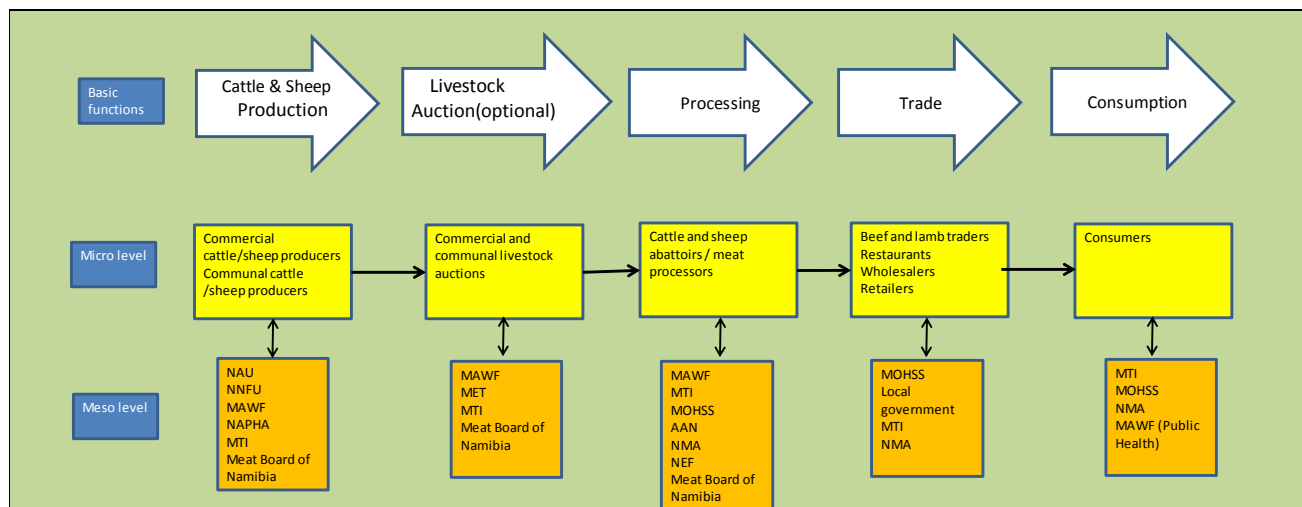 Basic
functions
Cattle & Sheep
Production
Livestock
Auction(optional)
Processing
Trade
Consumption
Micro level
Commercial
cattle/sheep producers
Communal cattle
/sheep producers
Commercial and
communal livestock
auctions
Cattle and sheep
abattoirs / meat
processors
Beef and lamb traders
Restaurants
Wholesalers
Retailers
Consumers
Meso level
NAU
NNFU
MAWF
NAPHA
MTI
Meat Board of
Namibia
MAWF
MET
MTI
Meat Board of
Namibia
MAWF
MTI
MOHSS
AAN
NMA
NEF
Meat Board of
Namibia
MOHSS
Local
government
MTI
NMA
MTI
MOHSS
NMA
MAWF (Public
Health)